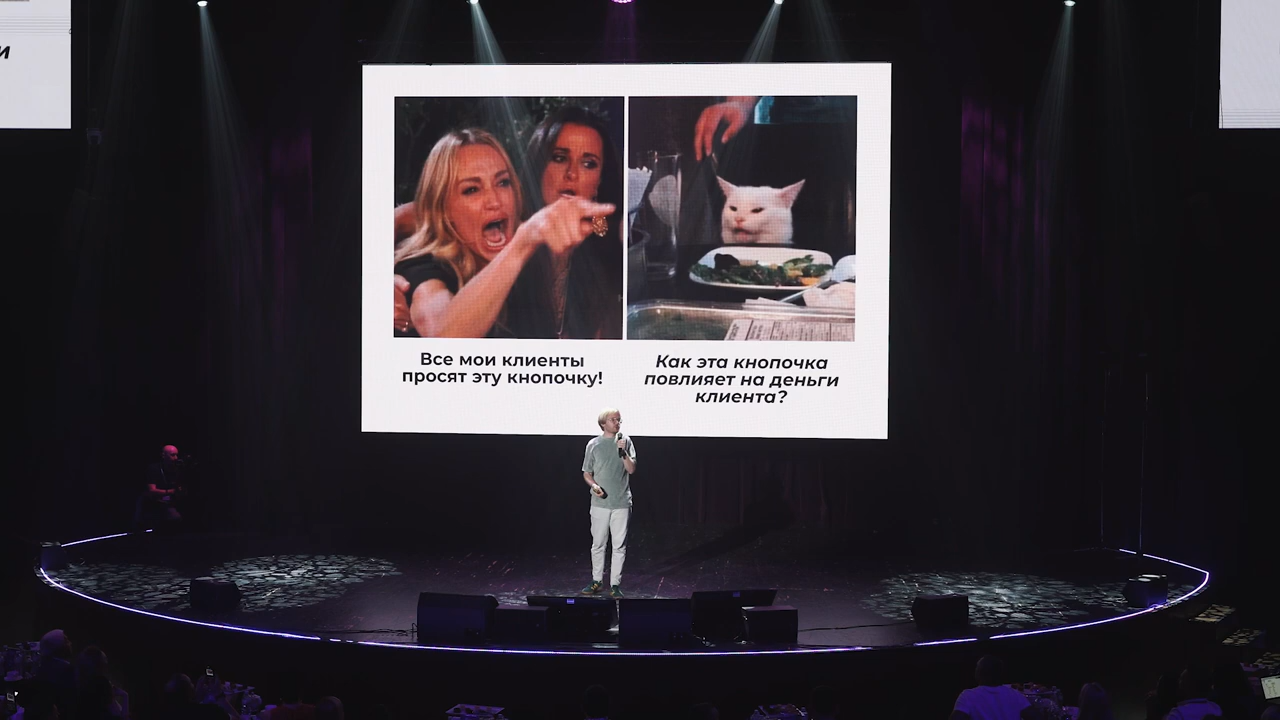 и
Все мои клиенты
просят эту кнопочку!
Как эта кнопочка
повлияет на деньги
клиента?